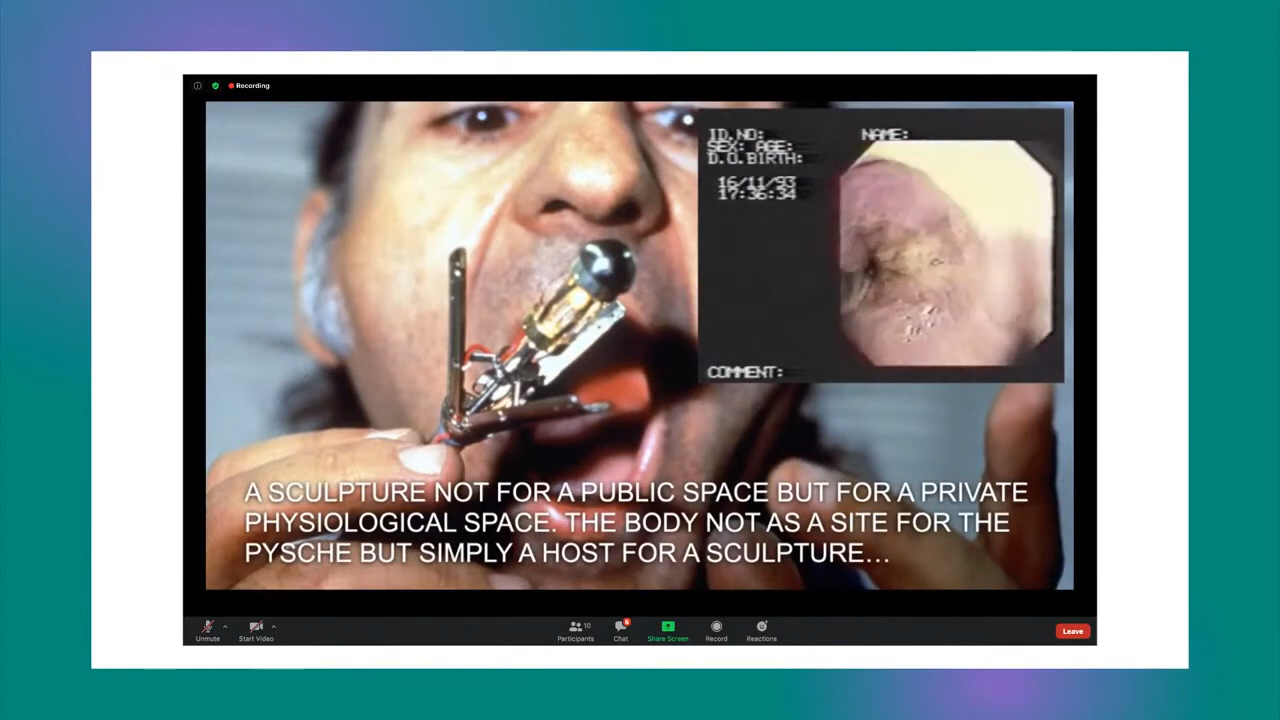 Recording
ID.NO: NAME:
SEX: AGE:
D.O.BIRTH:
16/11/93
17:36:34
COMMENT:
A SCULPTURE NOT FOR A PUBLIC SPACE BUT FOR A PRIVATE
PHYSIOLOGICAL SPACE. THE BODY NOT AS A SITE FOR THE
PYSCHE BUT SIMPLY A HOST FOR A SCULPTURE...
10
8
Unmute Start Video Participants Chat Share Screen Record Reactions Leave